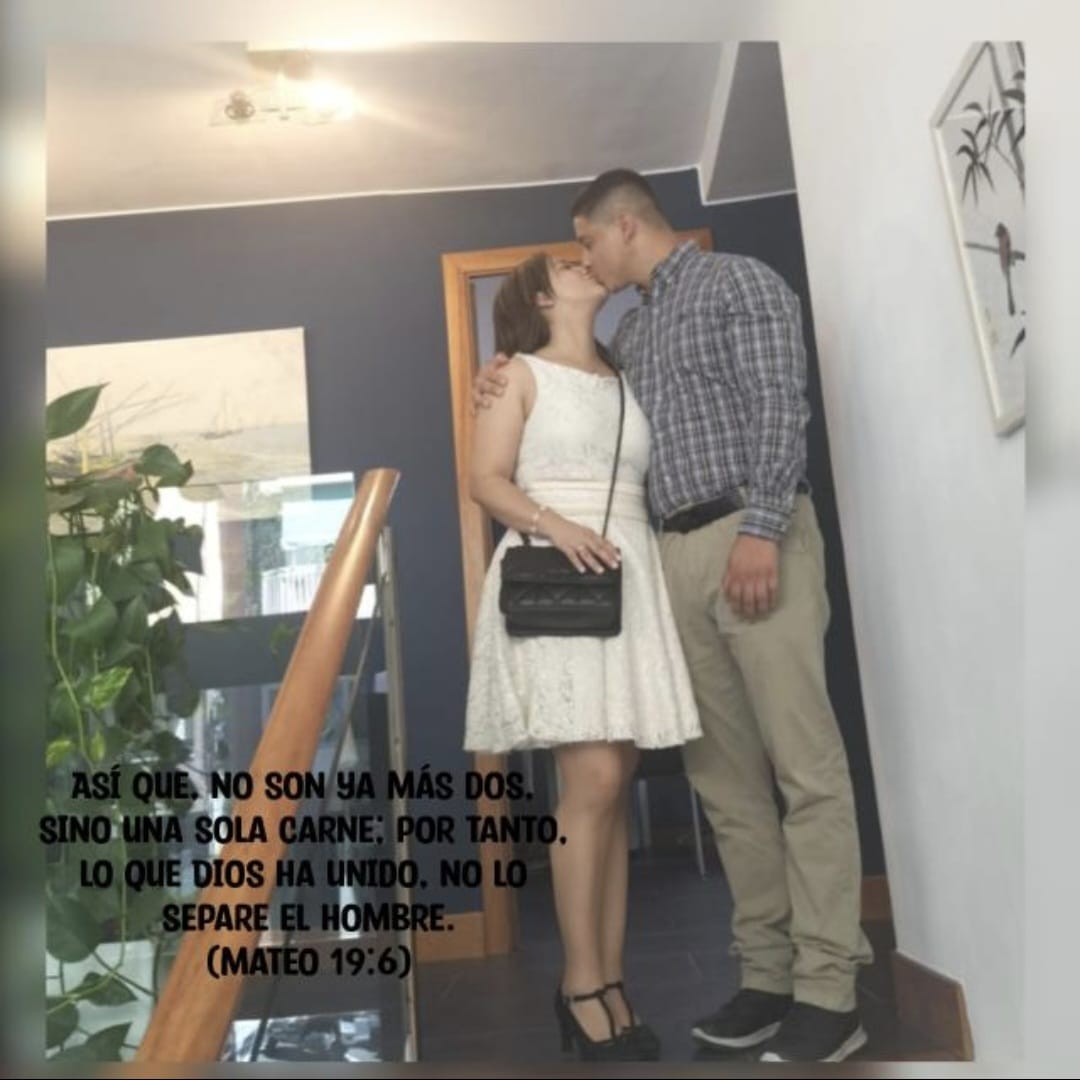 ASÍ QUE, NO SON YA MÁS DOS,
SINO UNA SOLA CARNE; POR TANTO,
LO QUE DIOS HA UNIDO, NO LO
SEPARE EL HOMBRE.
(MATEO 19:6)